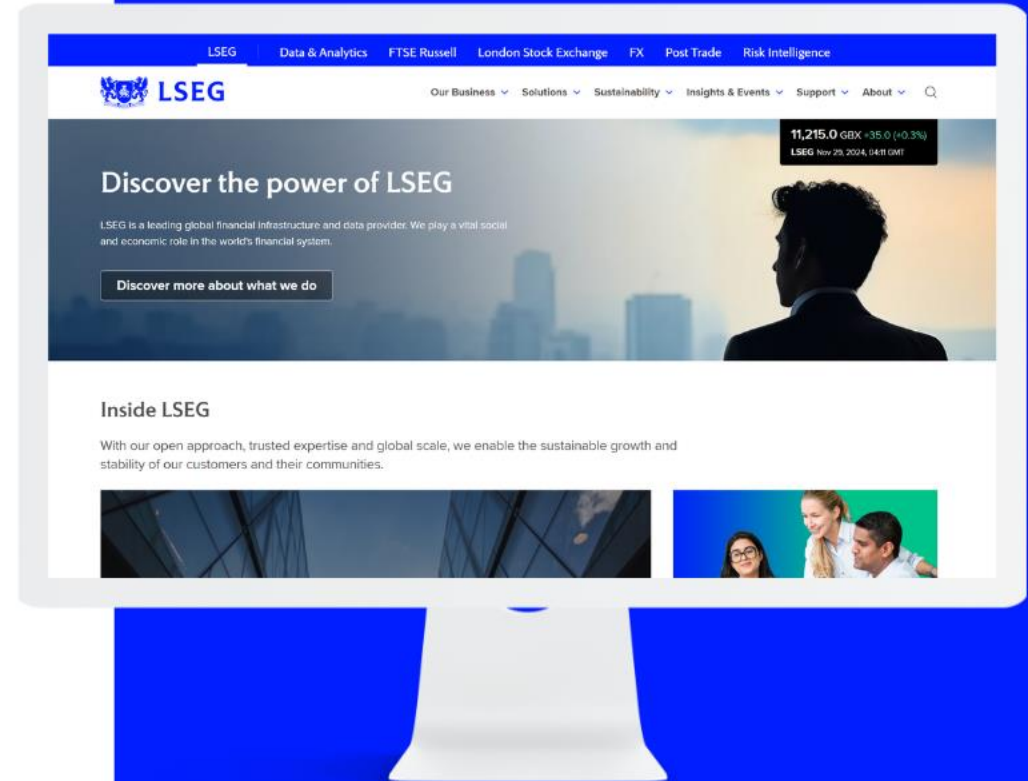 LSEG Data & Analytics FTSE Russell London Stock Exchange FX Post Trade Risk Intelligence
LSEG
Our Business Solutions Sustainability Insights & Events Support About
11,215.0 GBX +35.0 (+0.3%)
LSEG Nov 29, 2024, 04:11 GMT
Discover the power of LSEG
LSEG is a leading global financial infrastructure and data provider. We play a vital social
and economic role in the world's financial system.
Discover more about what we do
Inside LSEG
With our open approach, trusted expertise and global scale, we enable the sustainable growth and
stability of our customers and their communities.